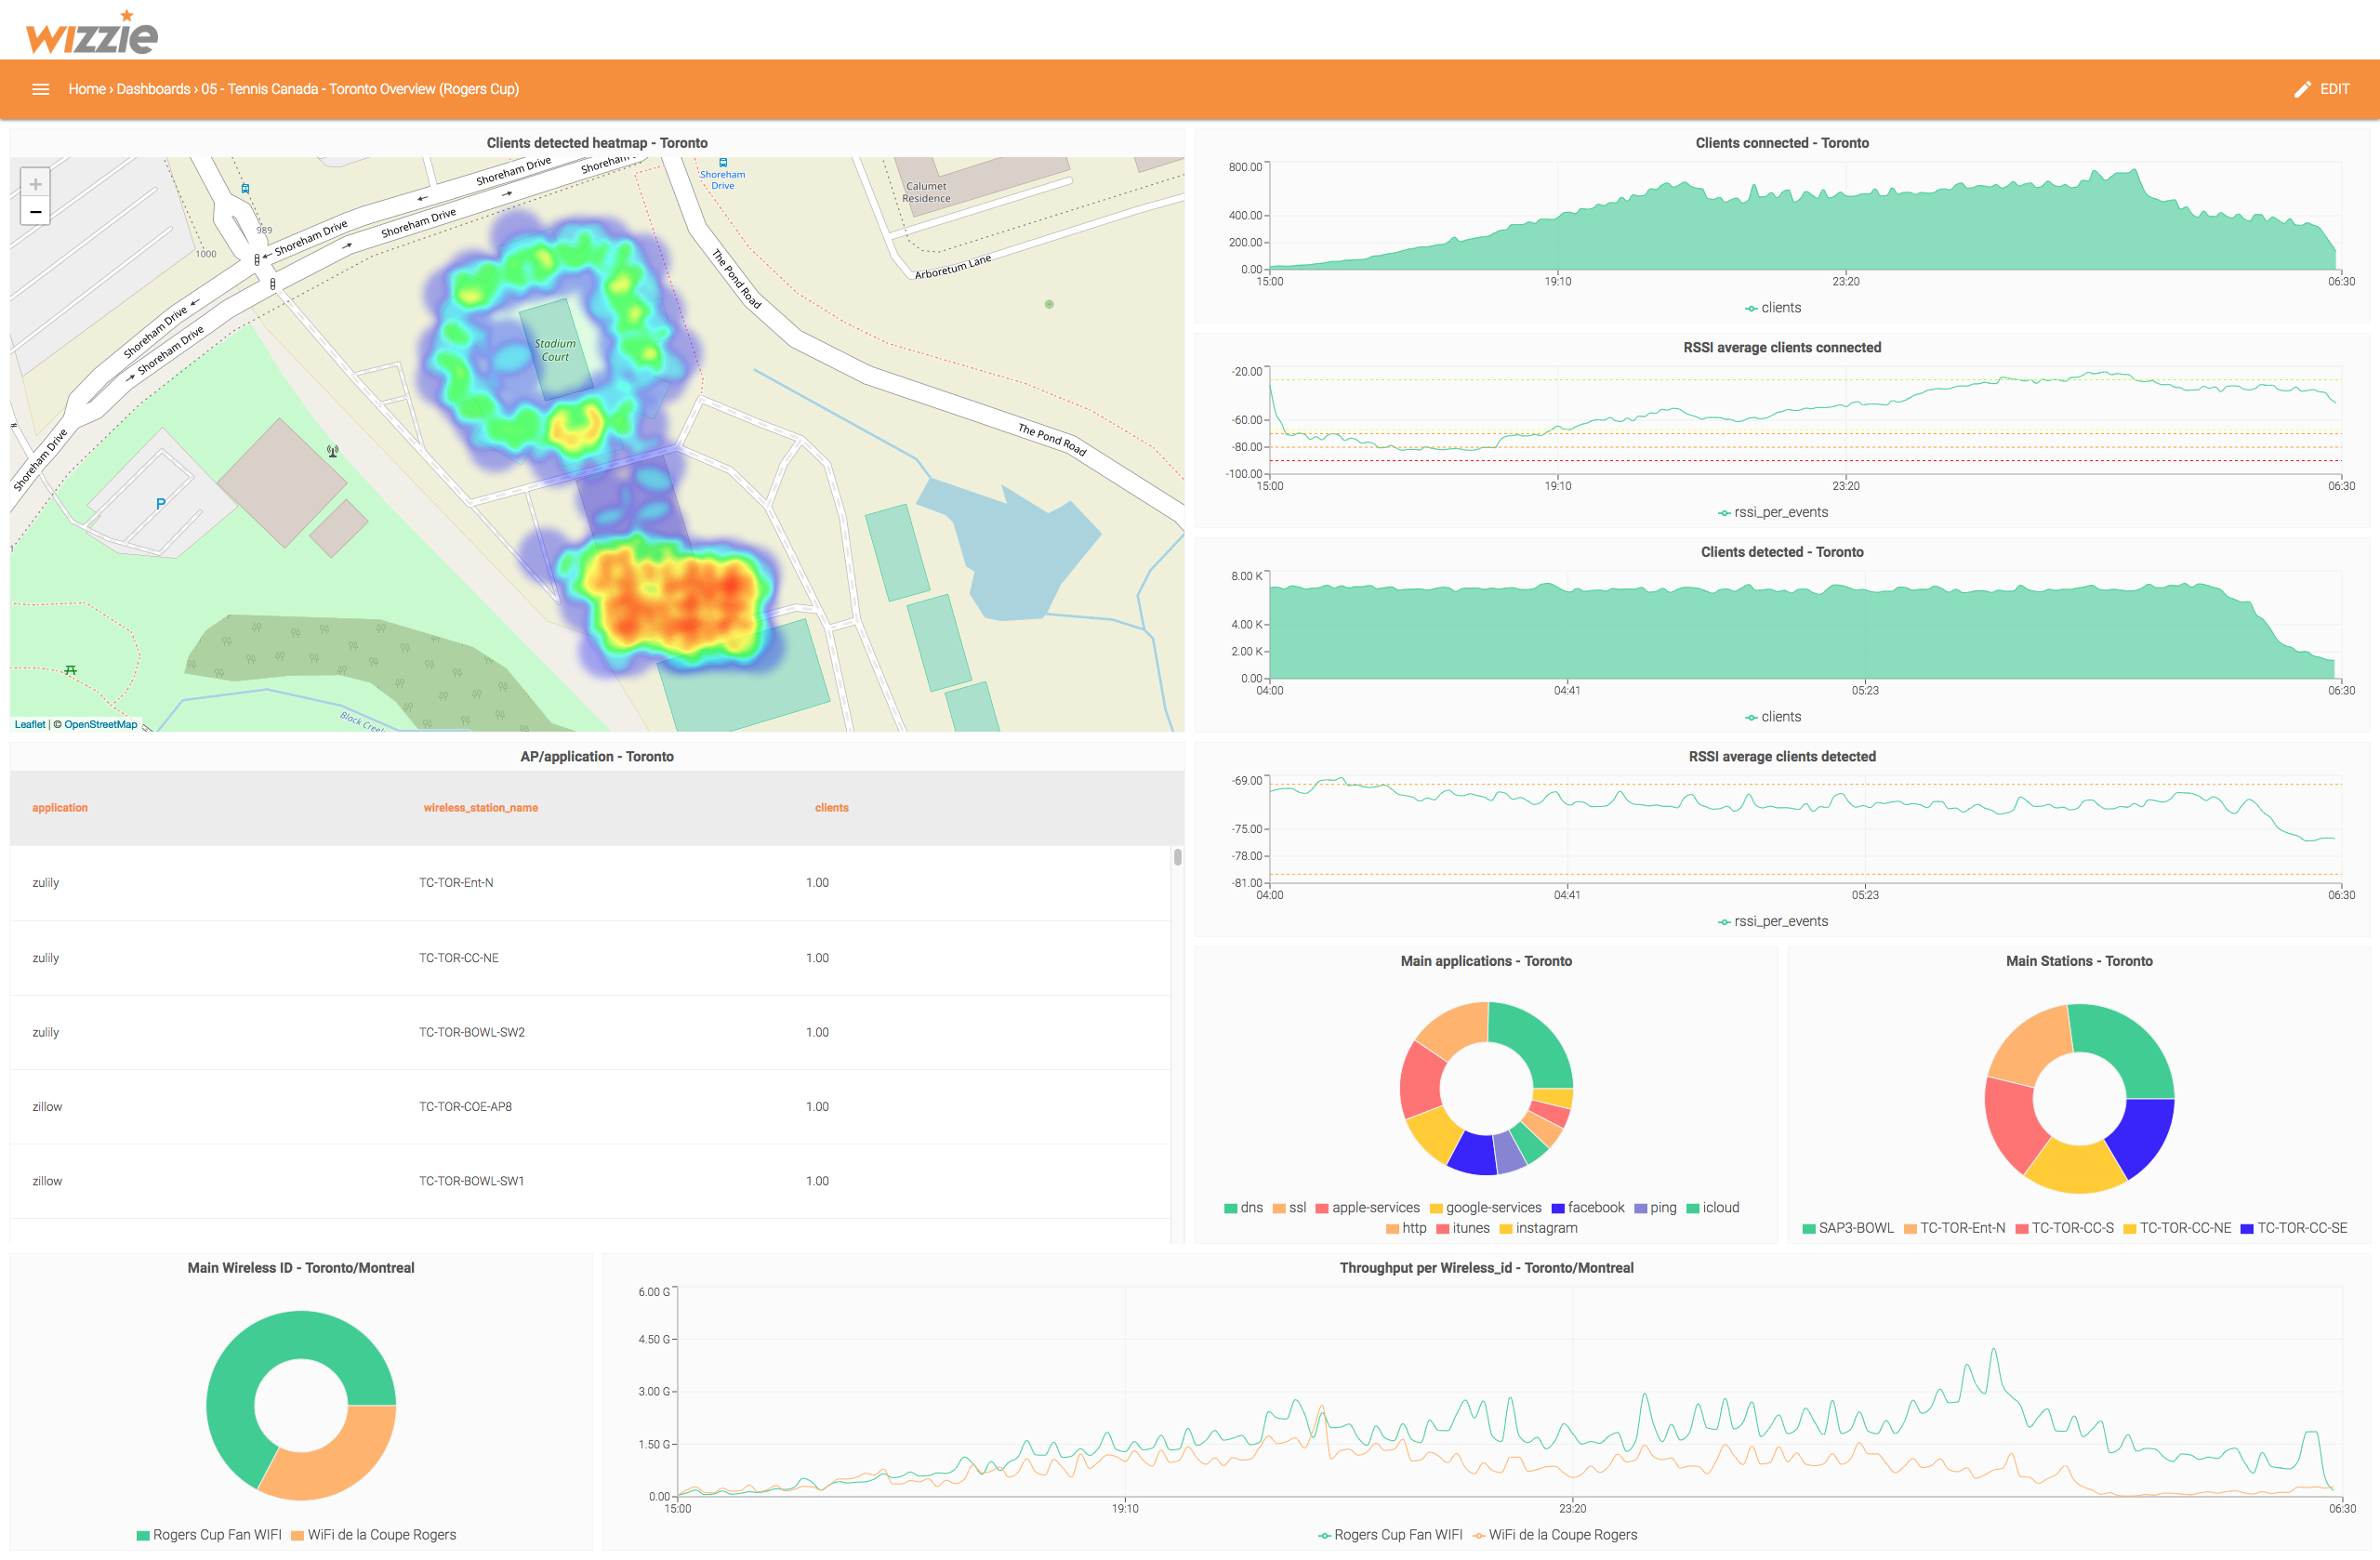 wizzie
Home › Dashboards › 05 - Tennis Canada - Toronto Overview (Rogers Cup)
EDIT
Clients detected heatmap - Toronto
+
−
Shoreham Drive
Shoreham Drive
Shoreham Drive
Shoreham Drive
Shoreham Drive
Shoreham Drive
Shoreham Drive
Calumet Residence
989
1000
The Pond Road
Arboretum Lane
Stadium Court
The Pond Road
P
Black Creek
Leaflet | © OpenStreetMap
Clients connected - Toronto
800.00
400.00
200.00
0.00
15:00 19:10 23:20 06:30
clients
RSSI average clients connected
-20.00
-60.00
-80.00
-100.00
15:00 19:10 23:20 06:30
rssi_per_events
Clients detected - Toronto
8.00 K
4.00 K
2.00 K
0.00
04:00 04:41 05:23 06:30
clients
AP/application - Toronto
application wireless_station_name clients
zulily TC-TOR-Ent-N 1.00
zulily TC-TOR-CC-NE 1.00
zulily TC-TOR-BOWL-SW2 1.00
zillow TC-TOR-COE-AP8 1.00
zillow TC-TOR-BOWL-SW1 1.00
RSSI average clients detected
-69.00
-75.00
-78.00
-81.00
04:00 04:41 05:23 06:30
rssi_per_events
Main applications - Toronto
dns ssl apple-services google-services facebook ping icloud
http itunes instagram
Main Stations - Toronto
SAP3-BOWL TC-TOR-Ent-N TC-TOR-CC-S TC-TOR-CC-NE TC-TOR-CC-SE
Main Wireless ID - Toronto/Montreal
Rogers Cup Fan WIFI WiFi de la Coupe Rogers
Throughput per Wireless_id - Toronto/Montreal
6.00 G
4.50 G
3.00 G
1.50 G
0.00
15:00 19:10 23:20 06:30
Rogers Cup Fan WIFI WiFi de la Coupe Rogers